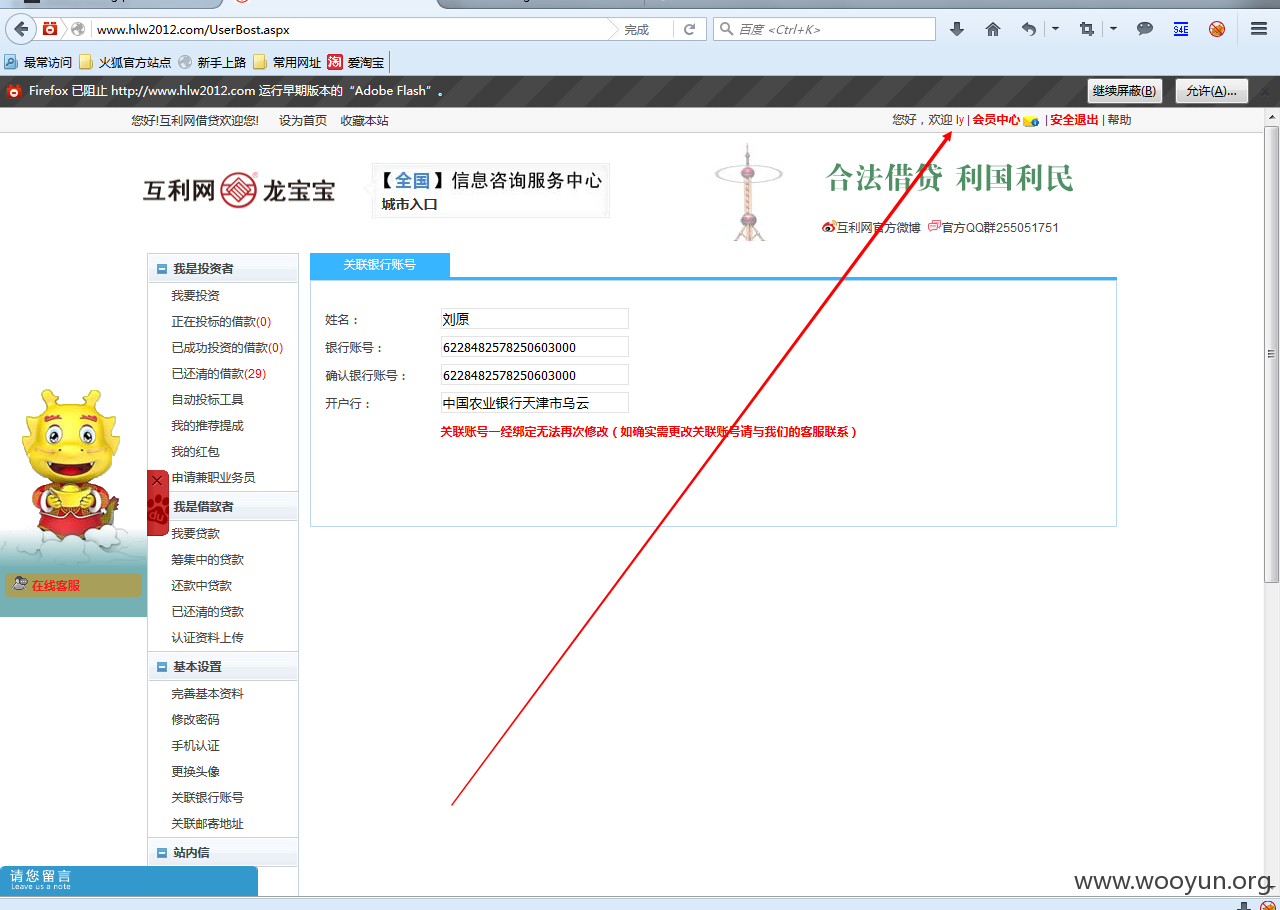 www.hlw2012.com/UserBost.aspx
完成
百度 <Ctrl+K>
S4E
最常访问 火狐官方站点 新手上路 常用网址 淘 爱淘宝
Firefox 已阻止 http://www.hlw2012.com 运行早期版本的“Adobe Flash”。
继续屏蔽(B) 允许(A)...
您好!互利网借贷欢迎您! 设为首页 收藏本站
您好，欢迎 ly | 会员中心 | 安全退出 | 帮助
互利网 龙宝宝
【全国】信息咨询服务中心
城市入口
合法借贷 利国利民
互利网官方微博 官方QQ群255051751
我是投资者
我要投资
正在投标的借款(0)
已成功投资的借款(0)
已还清的借款(29)
自动投标工具
我的推荐提成
我的红包
申请兼职业务员
我是借款者
我要贷款
筹集中的贷款
还款中贷款
已还清的贷款
认证资料上传
基本设置
完善基本资料
修改密码
手机认证
更换头像
关联银行账号
关联邮寄地址
站内信
关联银行账号
姓名： 刘原
银行账号： 6228482578250603000
确认银行账号： 6228482578250603000
开户行： 中国农业银行天津市乌云
关联账号一经绑定无法再次修改（如确实需更改关联账号请与我们的客服联系）
du
在线客服
请您留言
Leave us a note
www.wooyun.org